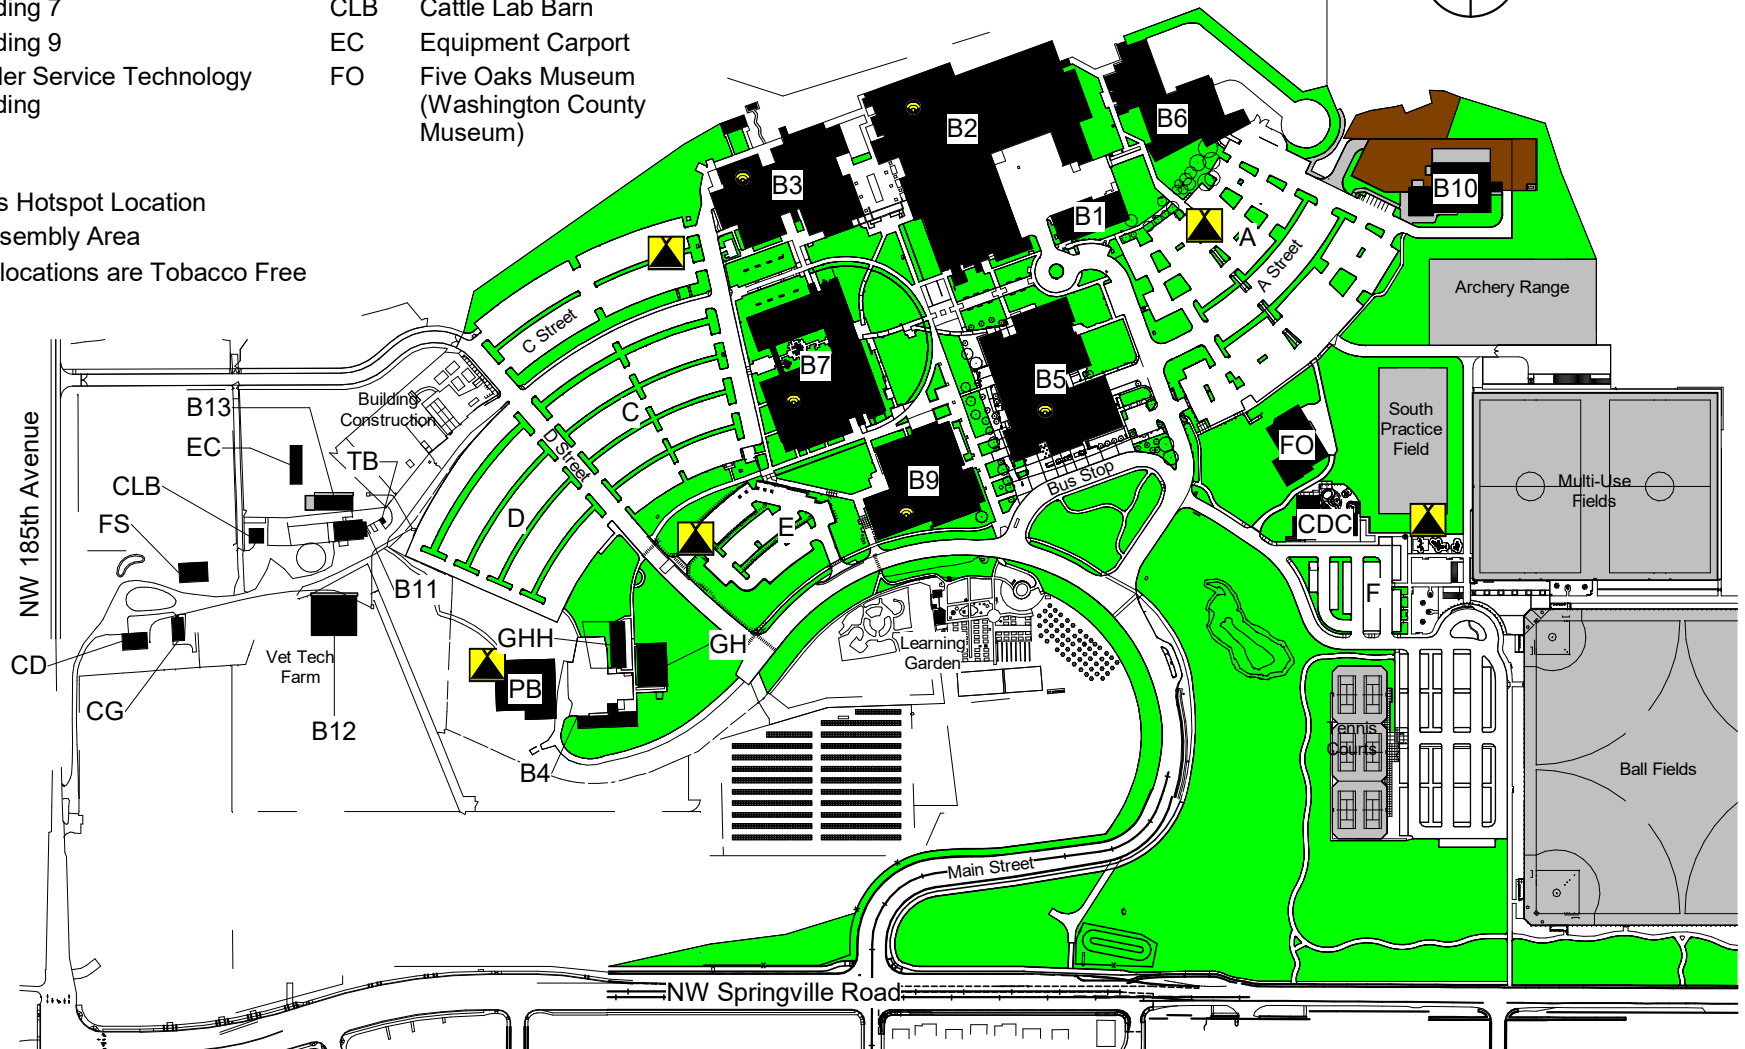 ding 7
CLB Cattle Lab Barn
ding 9
EC Equipment Carport
ler Service Technology
ding
FO Five Oaks Museum
(Washington County
Museum)
s Hotspot Location
sembly Area
locations are Tobacco Free
B2
B6
B3
B1
B10
A
A Street
Archery Range
C Street
B7
B5
C
D Street
Building
Construction
B13
EC
TB
CLB
FS
D
NW 185th Avenue
B9
Bus Stop
E
FO
South
Practice
Field
Multi-Use
Fields
CDC
F
B11
GHH
GH
Learning
Garden
CD
Vet Tech
Farm
PB
CG
B12
B4
Tennis
Courts
Ball Fields
Main Street
NW Springville Road